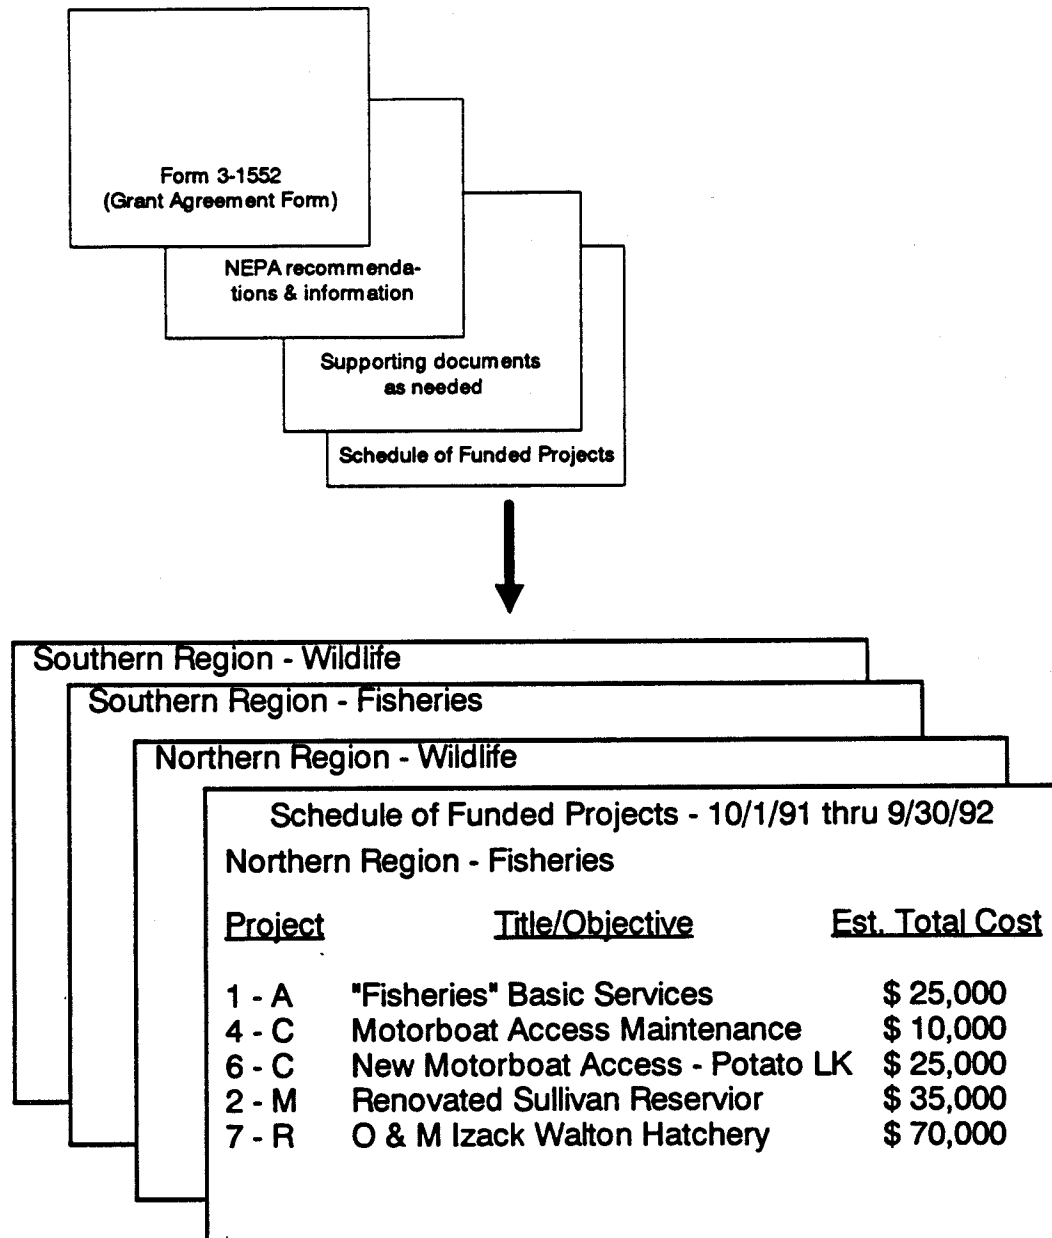 Form 3-1552
(Grant Agreement Form)
NEPA recommenda-
tions & information
Supporting documents
as needed
Schedule of Funded Projects
Southern Region - Wildlife
Southern Region - Fisheries
Northern Region - Wildlife
Schedule of Funded Projects - 10/1/91 thru 9/30/92
Northern Region - Fisheries
Project Title/Objective Est. Total Cost
1 - A "Fisheries" Basic Services $ 25,000
4 - C Motorboat Access Maintenance $ 10,000
6 - C New Motorboat Access - Potato LK $ 25,000
2 - M Renovated Sullivan Reservior $ 35,000
7 - R O & M Izack Walton Hatchery $ 70,000